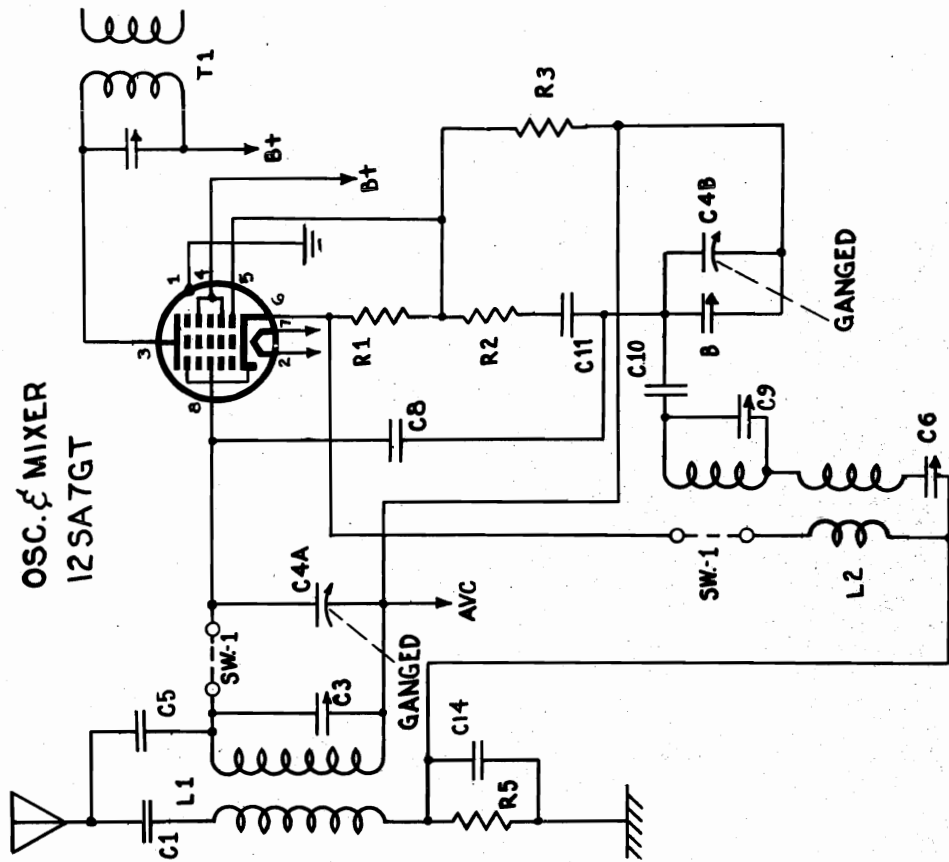 OSC. & MIXER
12SA7GT
T1
B+
B+
R3
1
4
5
6
7
2
3
8
R1
R2
C11
C4B
GANGED
B
C10
C9
C6
C8
SW.-1
L2
C4A
GANGED
AVC
SW.-1
C3
C5
L1
C1
C14
R5